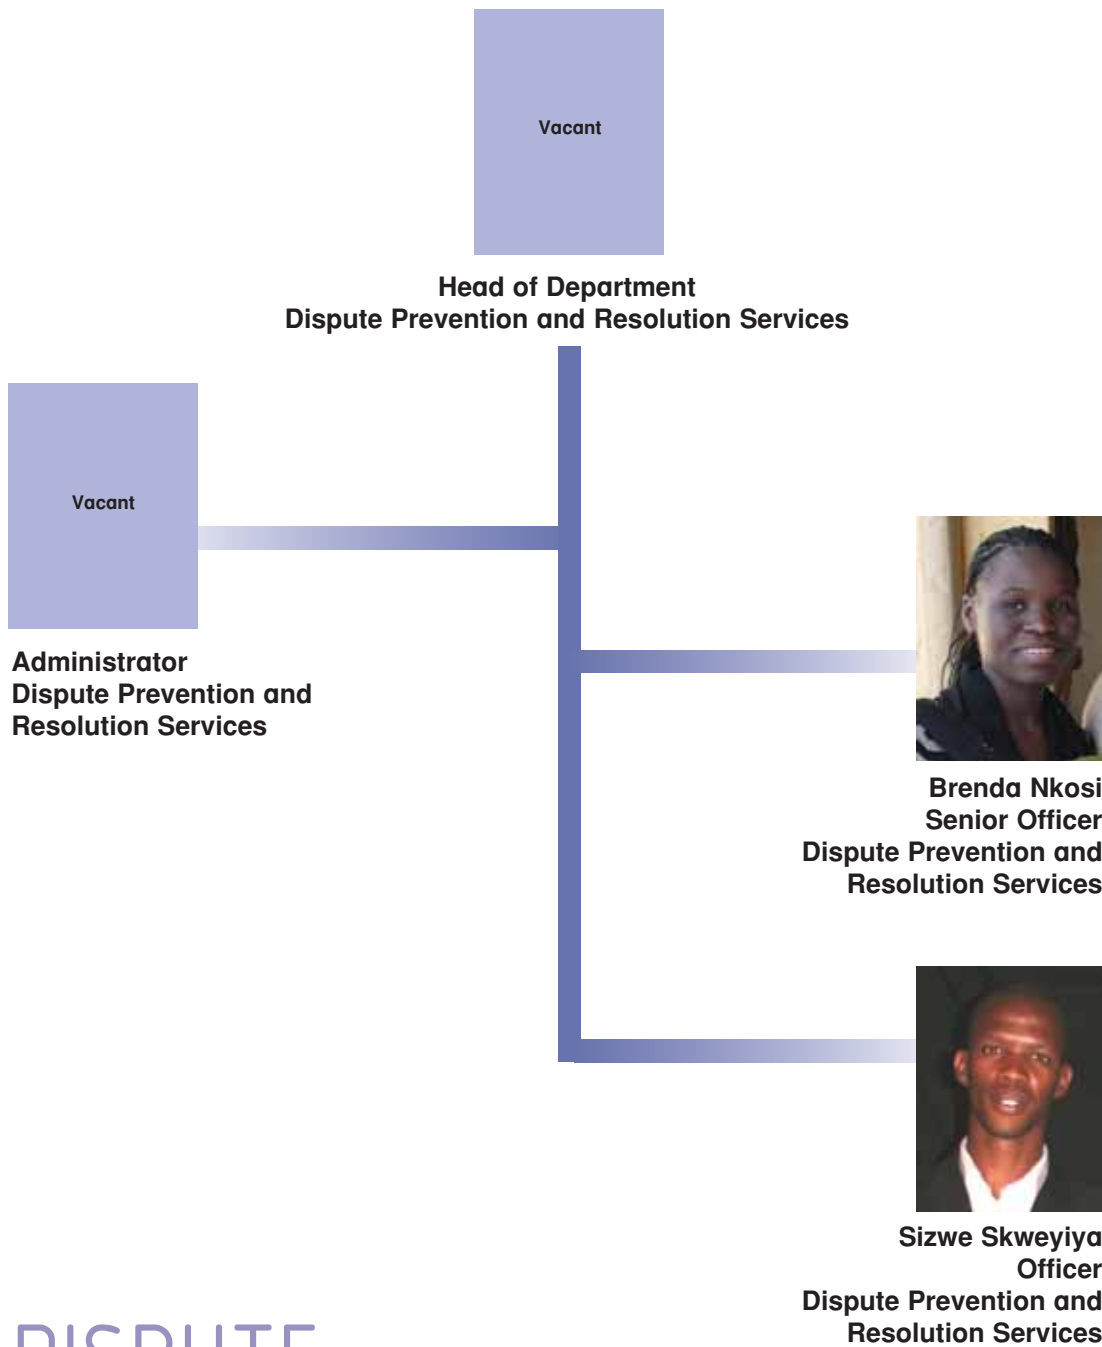 Vacant
Head of Department
Dispute Prevention and Resolution Services
Vacant
Administrator
Dispute Prevention and
Resolution Services
Brenda Nkosi
Senior Officer
Dispute Prevention and
Resolution Services
Sizwe Skweyiya
Officer
Dispute Prevention and
Resolution Services
DISPUTE